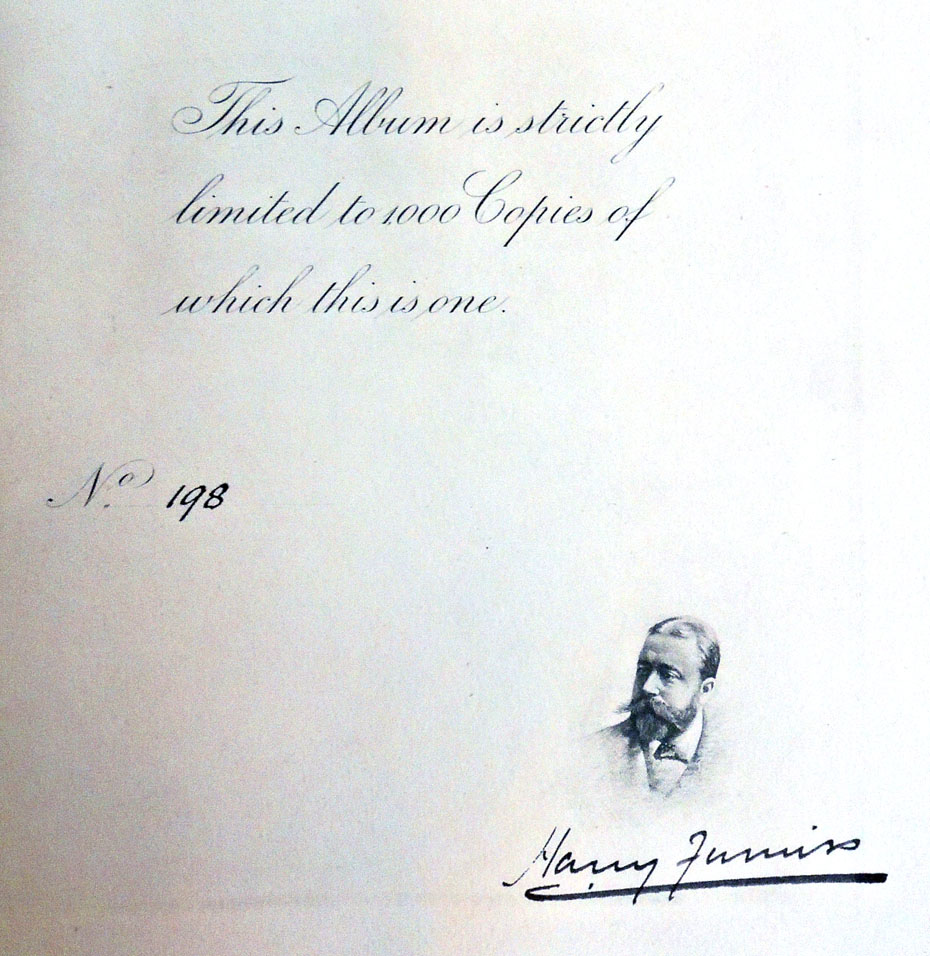 This Album is strictly
limited to 1000 Copies of
which this is one.
No. 198
Harry Furniss